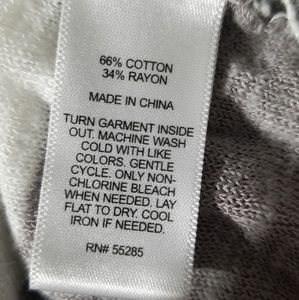 66% COTTON
34% RAYON
MADE IN CHINA
TURN GARMENT INSIDE
OUT. MACHINE WASH
COLD WITH LIKE
COLORS. GENTLE
CYCLE. ONLY NON-
CHLORINE BLEACH
WHEN NEEDED. LAY
FLAT TO DRY. COOL
IRON IF NEEDED.
RN# 55285